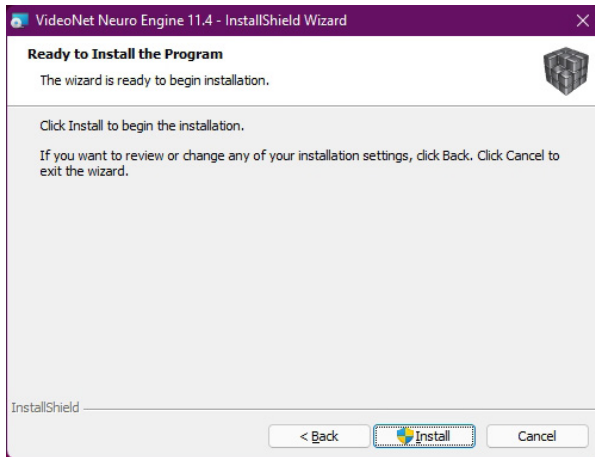 VideoNet Neuro Engine 11.4 - InstallShield Wizard
Ready to Install the Program
The wizard is ready to begin installation.
Click Install to begin the installation.
If you want to review or change any of your installation settings, click Back. Click Cancel to
exit the wizard.
InstallShield
< Back
Install
Cancel